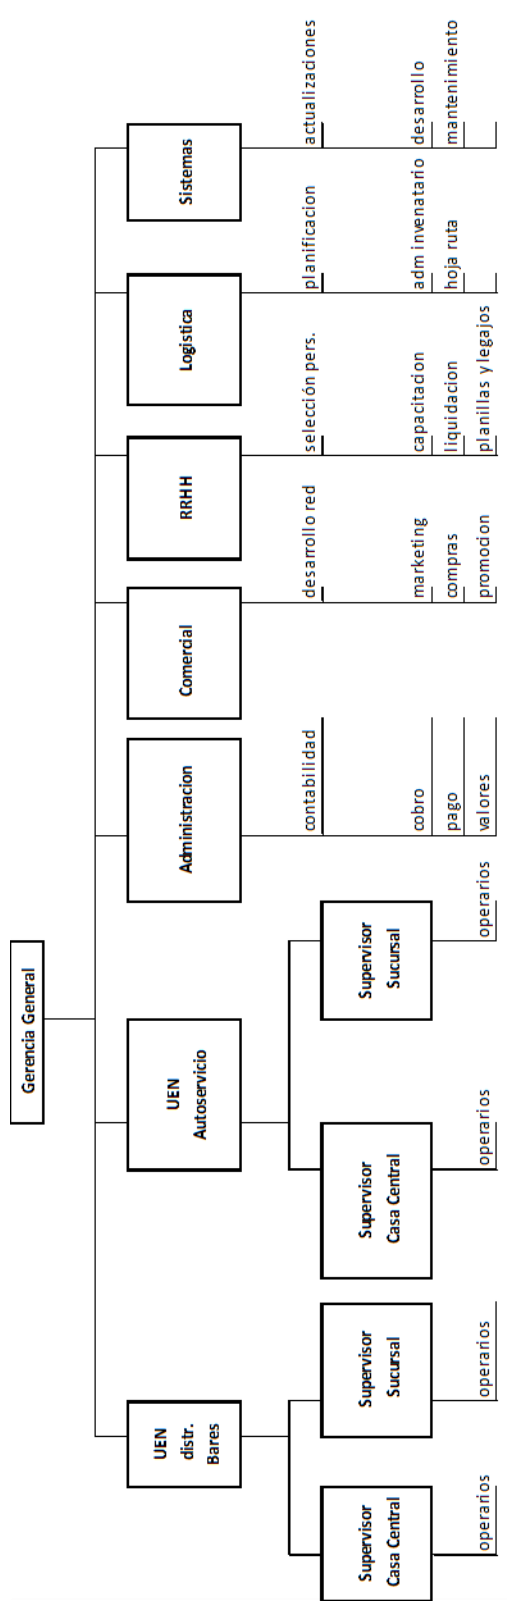 Gerencia General
UEN
distr.
Bares
UEN
Autoservicio
Administracion
Comercial
RRHH
Logistica
Sistemas
Supervisor
Casa Central
Supervisor
Sucursal
Supervisor
Casa Central
Supervisor
Sucursal
contabilidad
desarrollo red
selección pers.
planificacion
actualizaciones
cobro
marketing
capacitacion
adm invenatario
desarrollo
pago
compras
liquidacion
hoja ruta
mantenimiento
operarios
operarios
operarios
operarios
valores
promocion
planillas y legajos